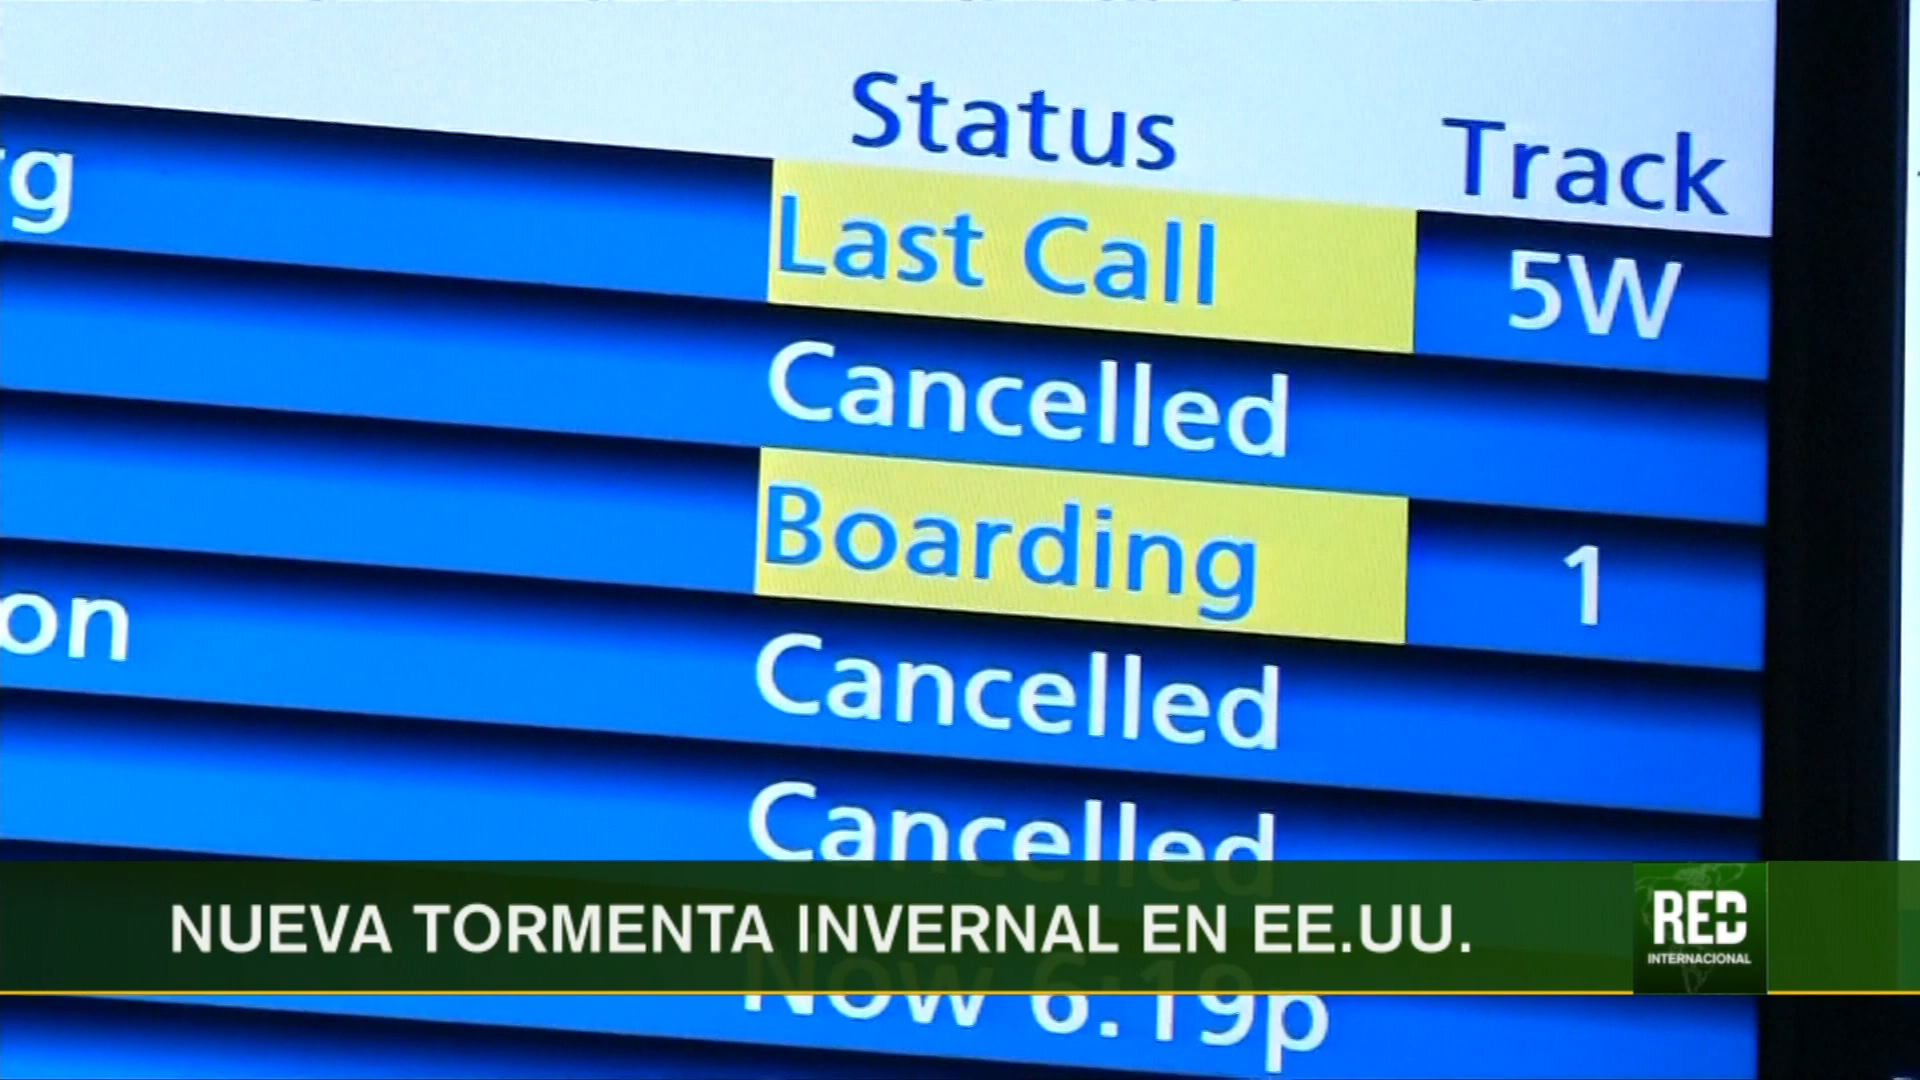 Status Track
rg Last Call 5W
Cancelled
Boarding 1
on Cancelled
Cancelled
NUEVA TORMENTA INVERNAL EN EE.UU.
RED
INTERNACIONAL
Now 6:19p